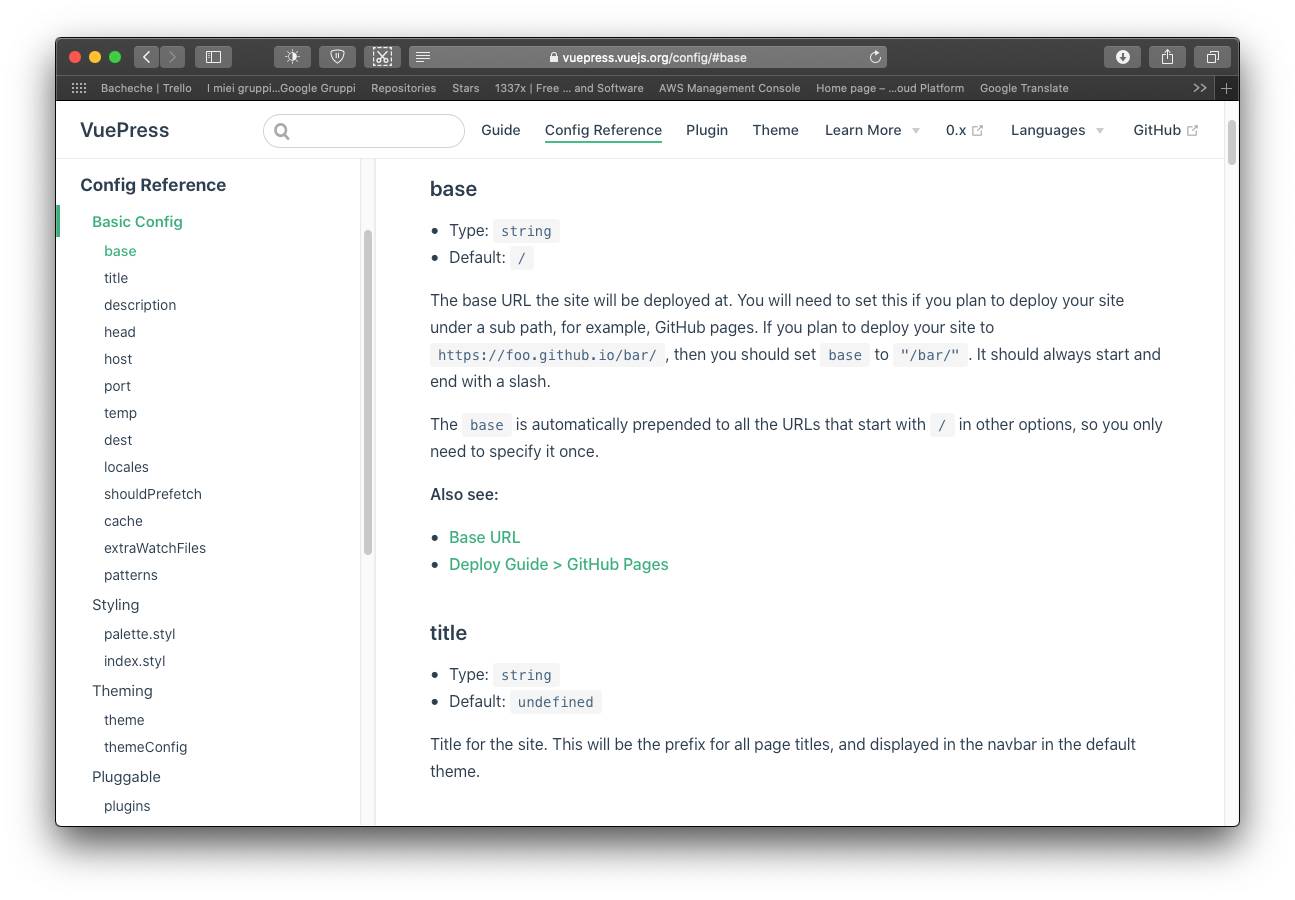 vuepress.vuejs.org/config/#base
Bacheche | Trello
I miei gruppi...Google Gruppi
Repositories
Stars
1337x | Free ... and Software
AWS Management Console
Home page – ...oud Platform
Google Translate
VuePress
Guide
Config Reference
Plugin
Theme
Learn More
0.x
Languages
GitHub
Config Reference
Basic Config
base
title
description
head
host
port
temp
dest
locales
shouldPrefetch
cache
extraWatchFiles
patterns
Styling
palette.styl
index.styl
Theming
theme
themeConfig
Pluggable
plugins
base
• Type: string
• Default: /
The base URL the site will be deployed at. You will need to set this if you plan to deploy your site
under a sub path, for example, GitHub pages. If you plan to deploy your site to
https://foo.github.io/bar/ , then you should set base to "/bar/" . It should always start and
end with a slash.
The base is automatically prepended to all the URLs that start with / in other options, so you only
need to specify it once.
Also see:
• Base URL
• Deploy Guide > GitHub Pages
title
• Type: string
• Default: undefined
Title for the site. This will be the prefix for all page titles, and displayed in the navbar in the default
theme.